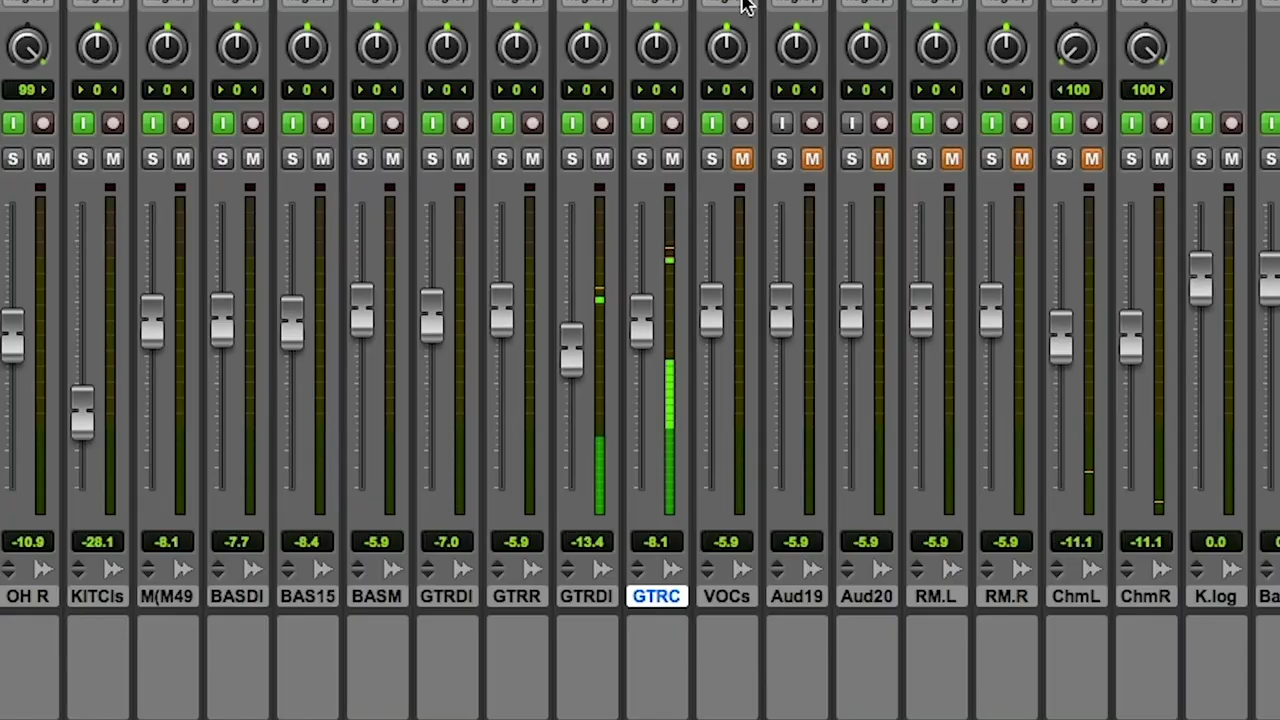 99 0 0 0 0 0 0 0 0 0 0 0 0 0 0 100 100
I I I I I I I I I I I I I I I I I I I
S M S M S M S M S M S M S M S M S M S M S M S M S M S M S M S M S M S M S
-10.9 -28.1 -8.1 -7.7 -8.4 -5.9 -7.0 -5.9 -13.4 -8.1 -5.9 -5.9 -5.9 -5.9 -5.9 -11.1 -11.1 0.0
OH R KITCls M(M49 BASDI BAS15 BASM GTRDI GTRR GTRDI GTRC VOCs Aud19 Aud20 RM.L RM.R ChmL ChmR K.log Ba